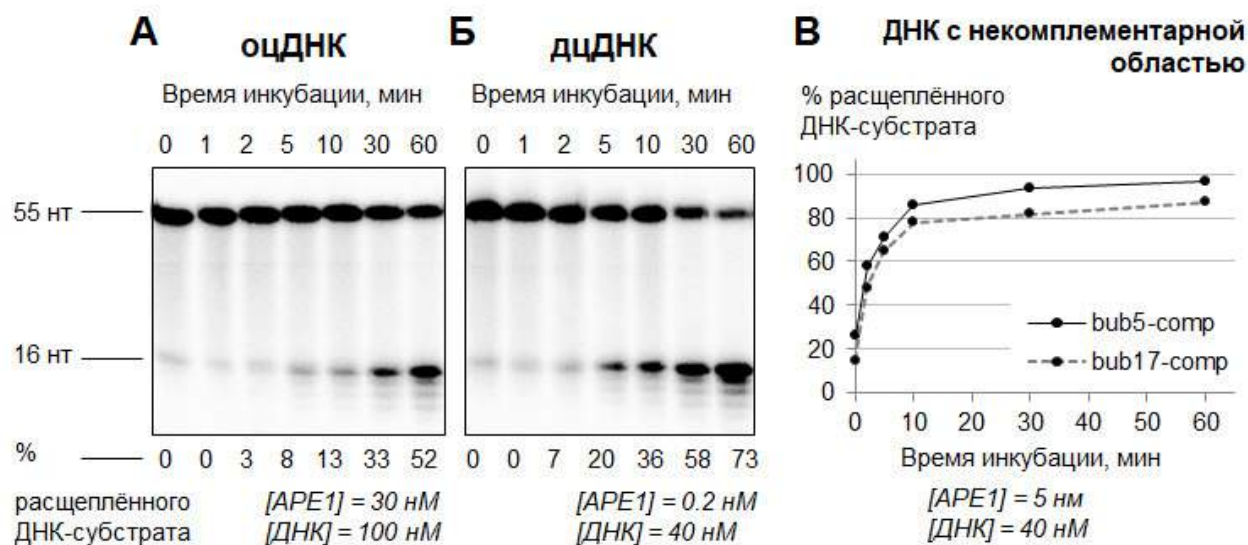 А
оцДНК
Время инкубации, мин
0 1 2 5 10 30 60
55 нт
16 нт
% 0 0 3 8 13 33 52
расщеплённого
ДНК-субстрата
[APE1] = 30 нМ
[ДНК] = 100 нМ
Б
дцДНК
Время инкубации, мин
0 1 2 5 10 30 60
0 0 7 20 36 58 73
[APE1] = 0.2 нМ
[ДНК] = 40 нМ
В
ДНК с некомплементарной
областью
% расщеплённого
ДНК-субстрата
100
80
60
40
20
0
bub5-comp
bub17-comp
0 10 20 30 40 50 60
Время инкубации, мин
[APE1] = 5 нм
[ДНК] = 40 нМ